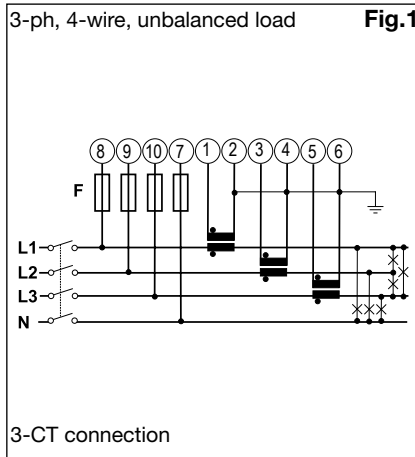 3-ph, 4-wire, unbalanced load Fig.1
8 9 10 7 1 2 3 4 5 6
F
L1
L2
L3
N
3-CT connection